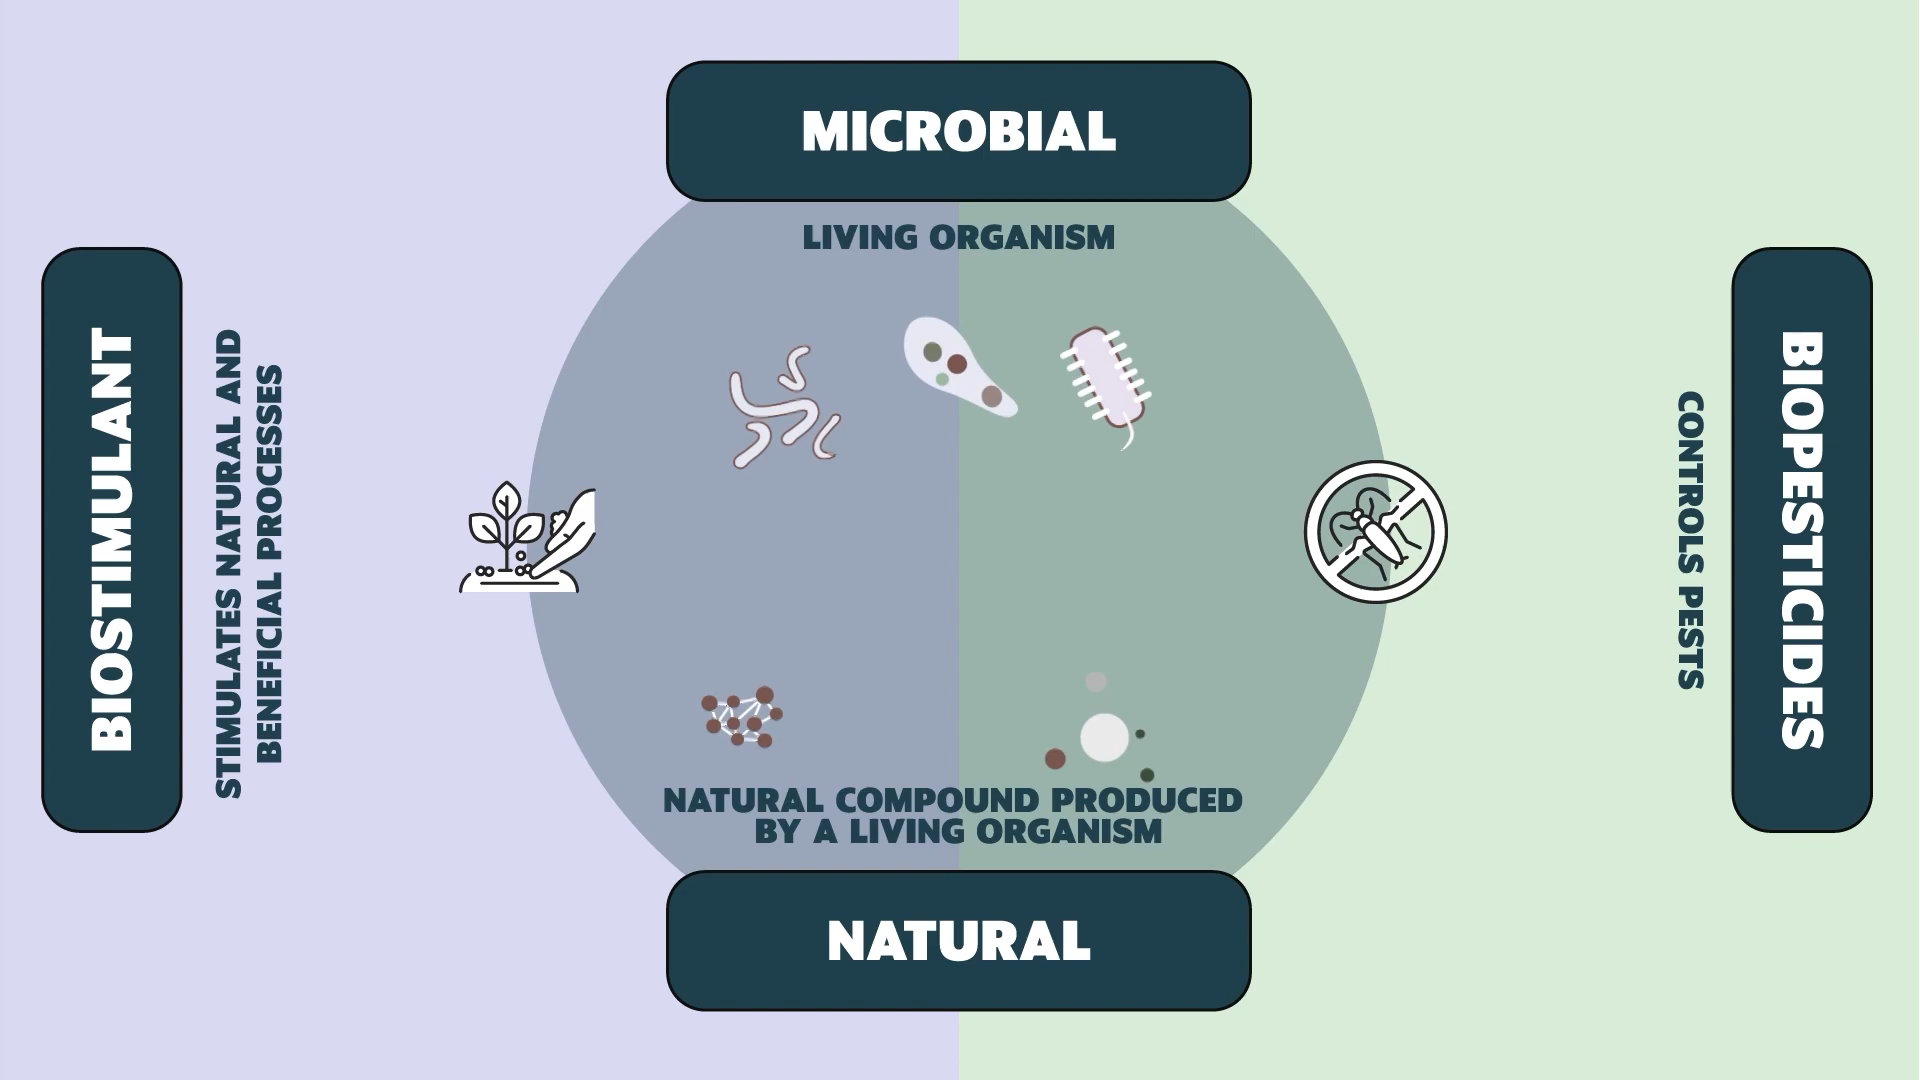 MICROBIAL
LIVING ORGANISM
BIOSTIMULANT
STIMULATES NATURAL AND
BENEFICIAL PROCESSES
CONTROLS PESTS
BIOPESTICIDES
NATURAL COMPOUND PRODUCED
BY A LIVING ORGANISM
NATURAL